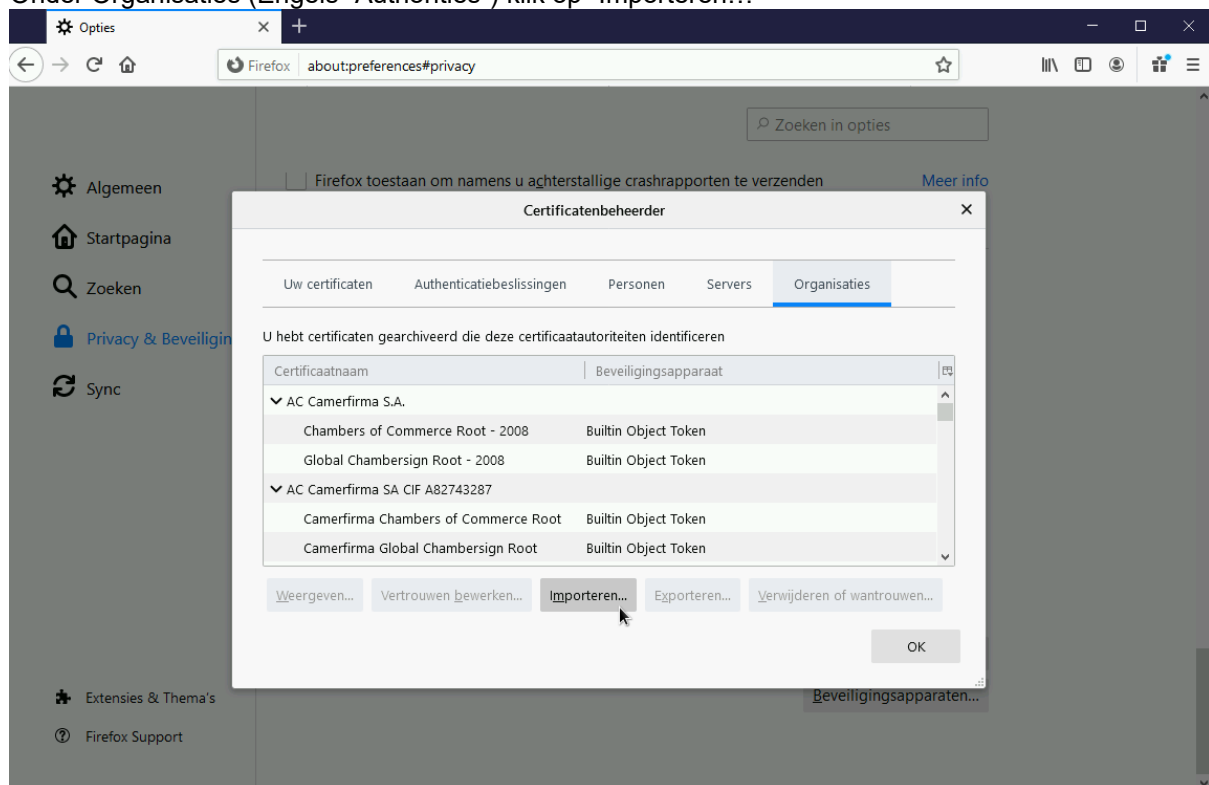 Onder Organisaties (Engels "Authorities") klik op "Importeren…"
Opties
Firefox about:preferences#privacy
Zoeken in opties
Firefox toestaan om namens u achterstallige crashrapporten te verzenden Meer info
Algemeen
Startpagina
Zoeken
Privacy & Beveiligin
Sync
Certificatenbeheerder
Uw certificaten Authenticatiebeslissingen Personen Servers Organisaties
U hebt certificaten gearchiveerd die deze certificaatautoriteiten identificeren
Certificaatnaam Beveiligingsapparaat
AC Camerfirma S.A.
Chambers of Commerce Root - 2008 Builtin Object Token
Global Chambersign Root - 2008 Builtin Object Token
AC Camerfirma SA CIF A82743287
Camerfirma Chambers of Commerce Root Builtin Object Token
Camerfirma Global Chambersign Root Builtin Object Token
Weergeven... Vertrouwen bewerken... Importeren... Exporteren... Verwijderen of wantrouwen...
OK
Beveiligingsapparaten...
Extensies & Thema's
Firefox Support